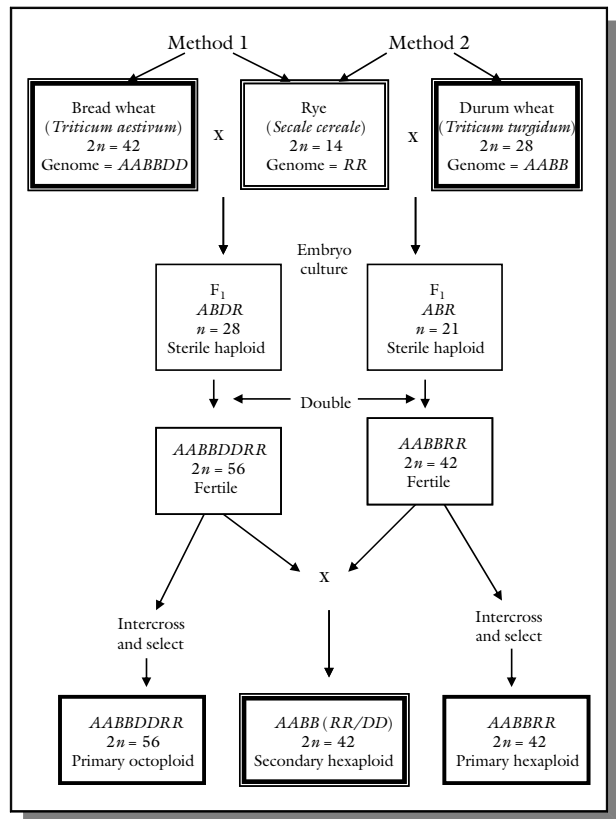 Method 1
Method 2
Bread wheat
(Triticum aestivum)
2n = 42
Genome = AABBDD
x
Rye
(Secale cereale)
2n = 14
Genome = RR
x
Durum wheat
(Triticum turgidum)
2n = 28
Genome = AABB
Embryo
culture
F₁
ABDR
n = 28
Sterile haploid
F₁
ABR
n = 21
Sterile haploid
Double
AABBDDRR
2n = 56
Fertile
AABBRR
2n = 42
Fertile
x
Intercross
and select
Intercross
and select
AABBDDRR
2n = 56
Primary octoploid
AABB (RR/DD)
2n = 42
Secondary hexaploid
AABBRR
2n = 42
Primary hexaploid